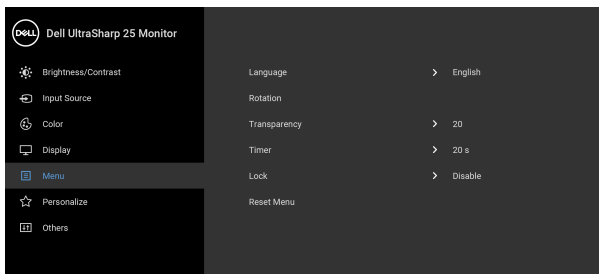 DELL Dell UltraSharp 25 Monitor
Brightness/Contrast
Input Source
Color
Display
Menu
Personalize
Others
Language > English
Rotation
Transparency > 20
Timer > 20 s
Lock > Disable
Reset Menu